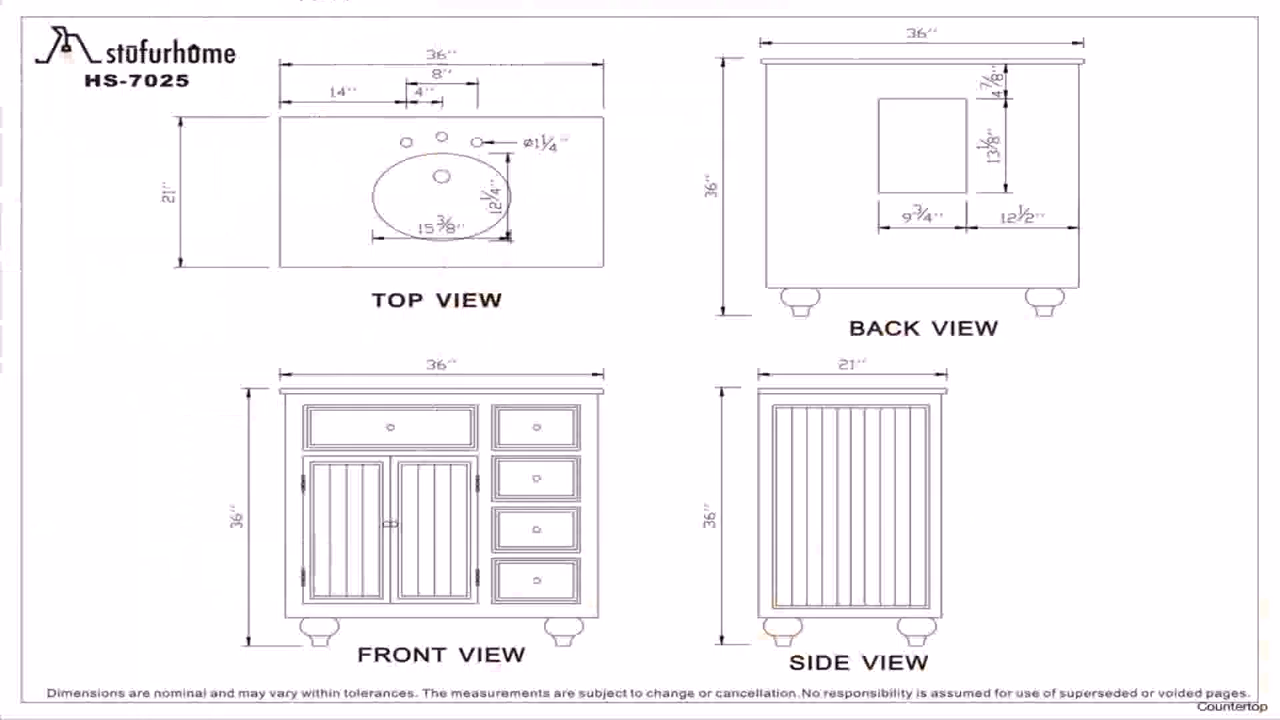 stūfurhome
HS-7025
36"
8"
14"
4"
ø1¼"
21"
12¼"
15⅜"
TOP VIEW
36"
4⅞"
13⅛"
36"
9¾"
12½"
BACK VIEW
36"
36"
FRONT VIEW
21"
36"
SIDE VIEW
Dimensions are nominal and may vary within tolerances. The measurements are subject to change or cancellation.No responsibility is assumed for use of superseded or voided pages.
Countertop